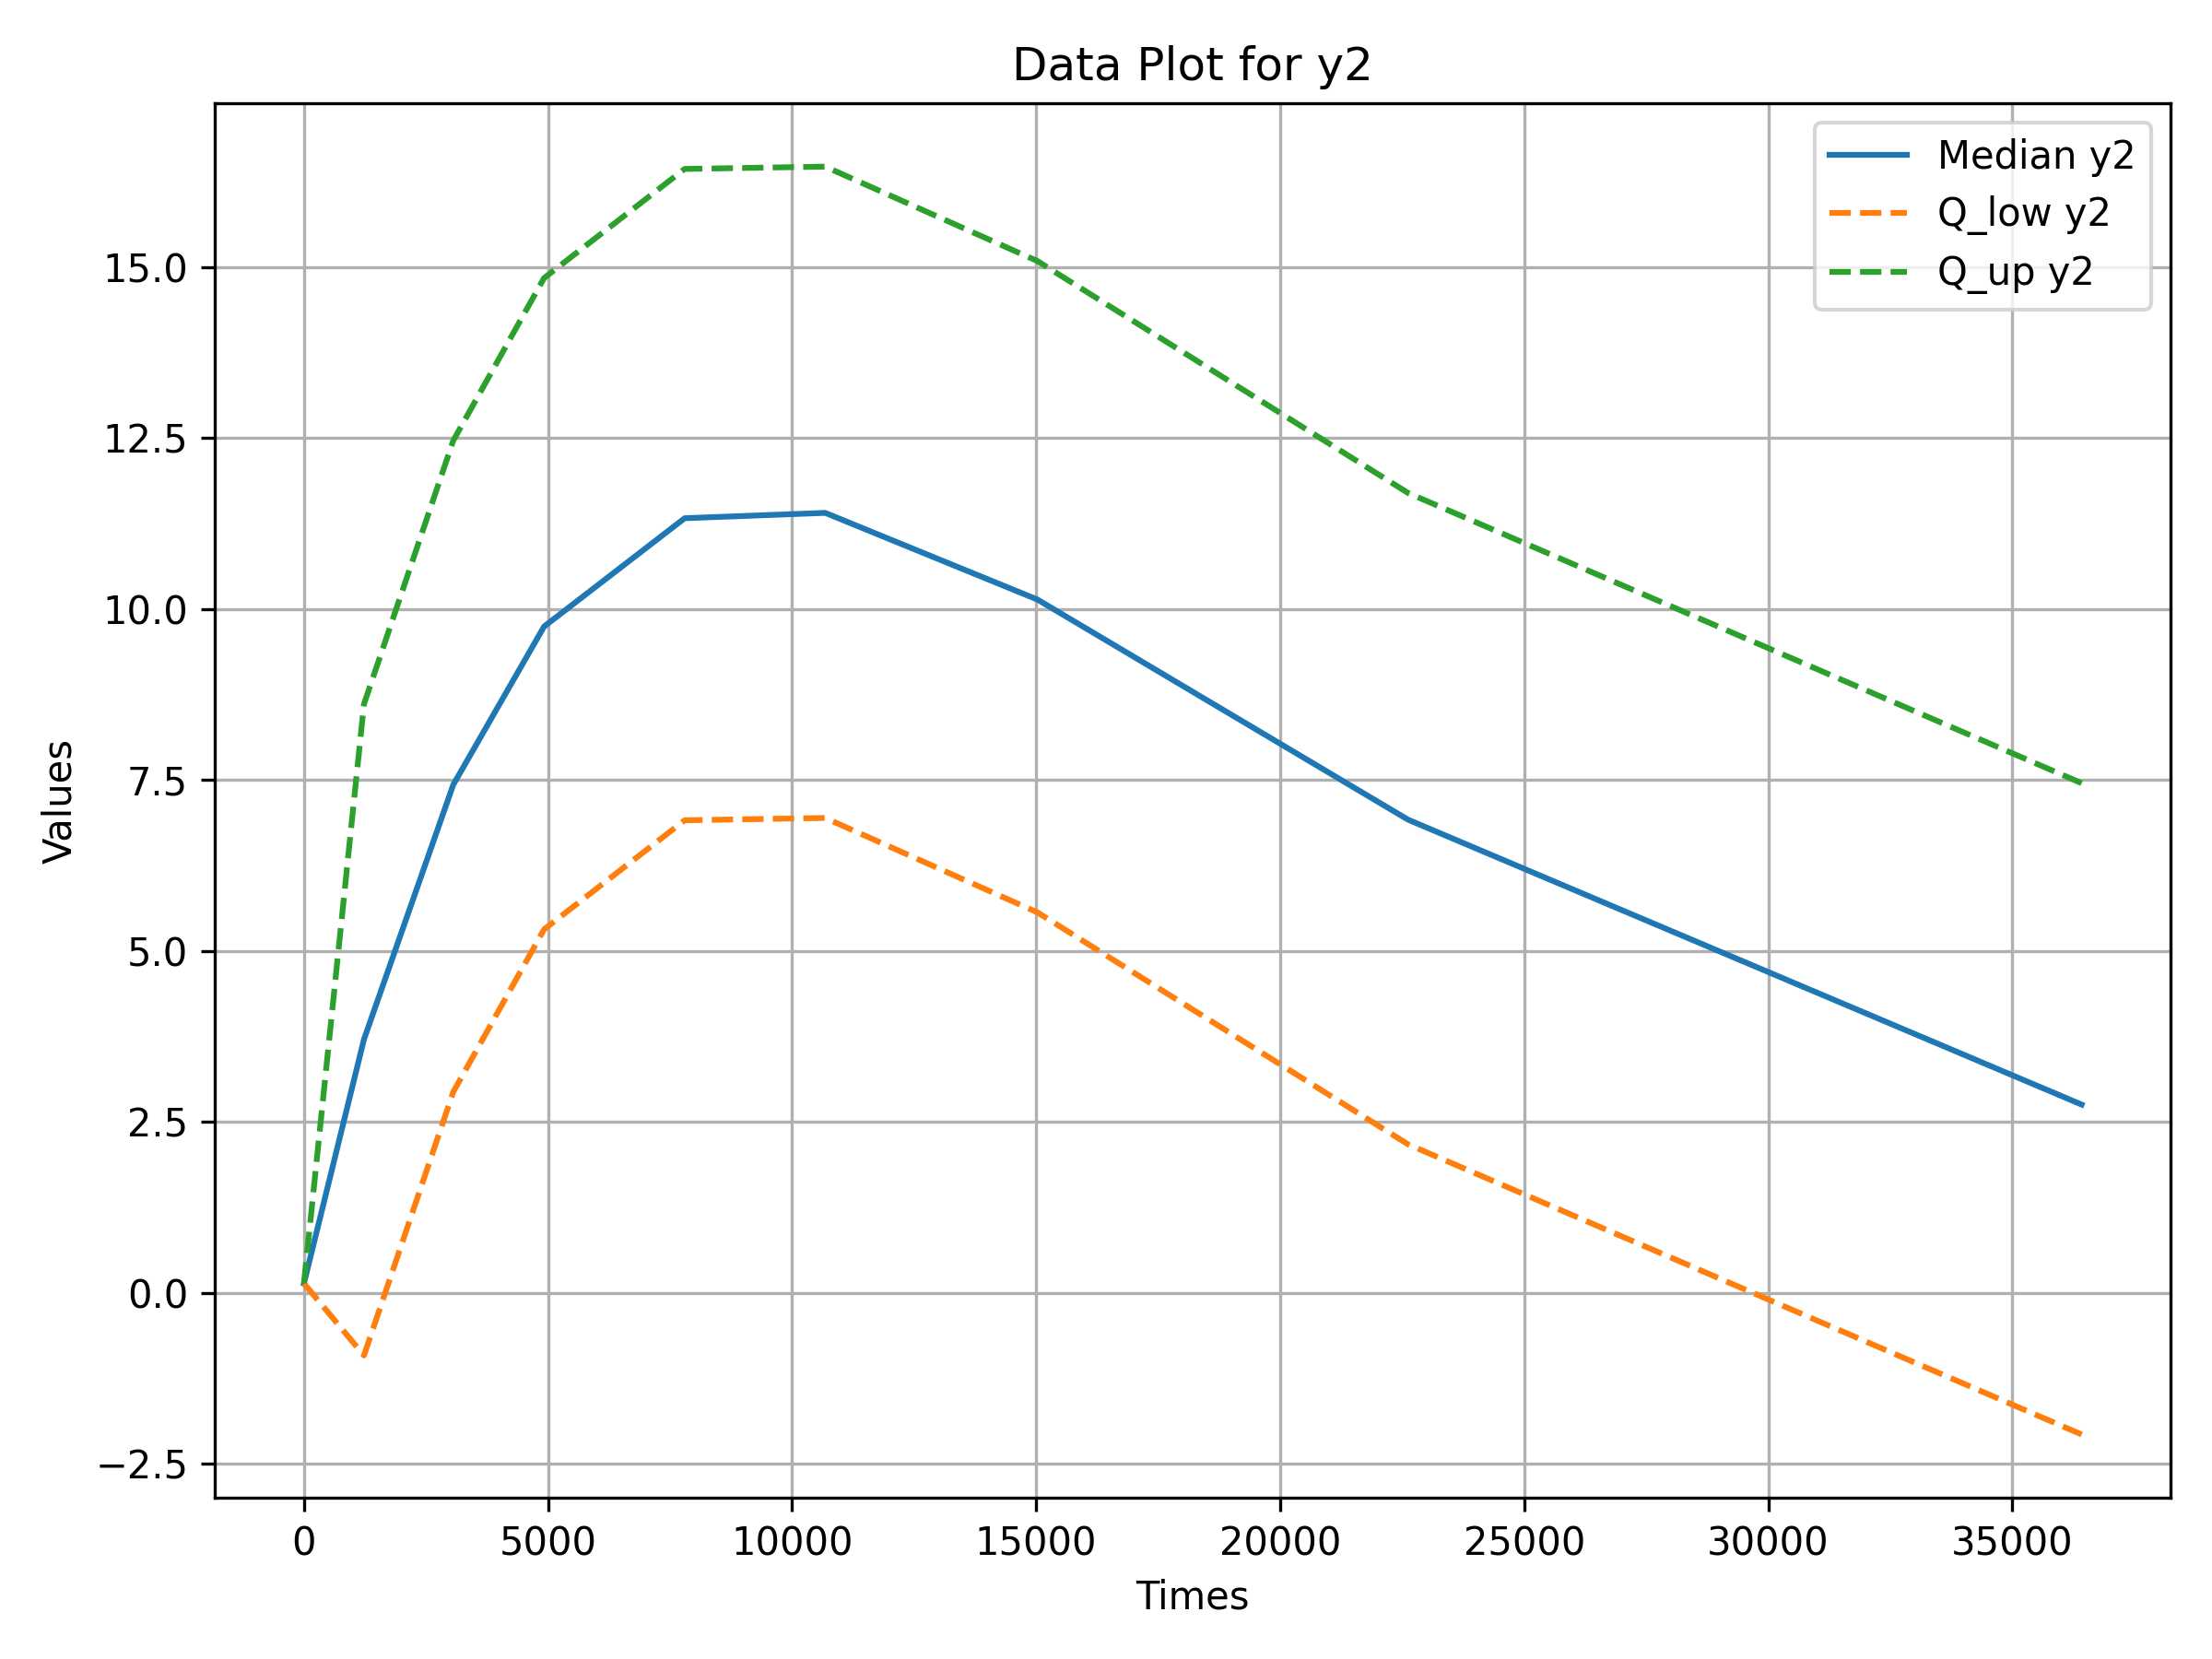 Data Plot for y2
Median y2
Q_low y2
Q_up y2
15.0
12.5
10.0
7.5
5.0
2.5
0.0
−2.5
Values
0 5000 10000 15000 20000 25000 30000 35000
Times